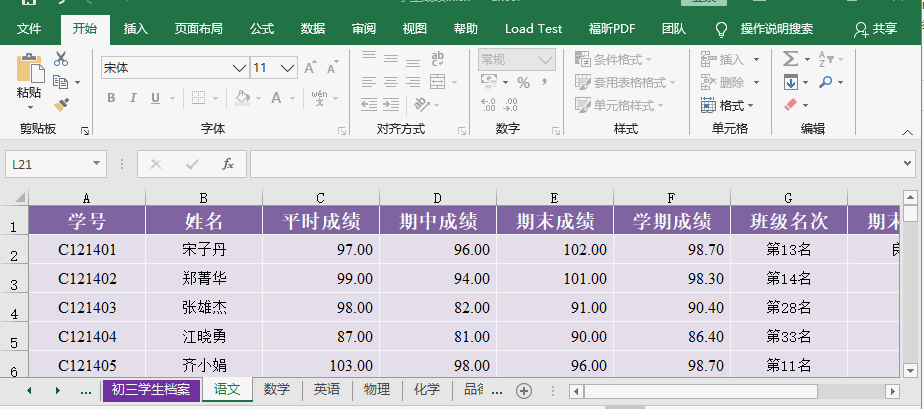 文件 开始 插入 页面布局 公式 数据 审阅 视图 帮助 Load Test 福昕PDF 团队 操作说明搜索 共享
粘贴 宋体 11 A A ab c 常规 条件格式 插入 Σ
B I U A wén 文 % , 套用表格格式 删除
单元格样式 格式
剪贴板 字体 对齐方式 数字 样式 单元格 编辑
L21 fx
A B C D E F G
1 学号 姓名 平时成绩 期中成绩 期末成绩 学期成绩 班级名次 期末
2 C121401 宋子丹 97.00 96.00 102.00 98.70 第13名
3 C121402 郑菁华 99.00 94.00 101.00 98.30 第14名
4 C121403 张雄杰 98.00 82.00 91.00 90.40 第28名
5 C121404 江晓勇 87.00 81.00 90.00 86.40 第33名
6 C121405 齐小娟 103.00 98.00 96.00 98.70 第11名
... 初三学生档案 语文 数学 英语 物理 化学 品 ...